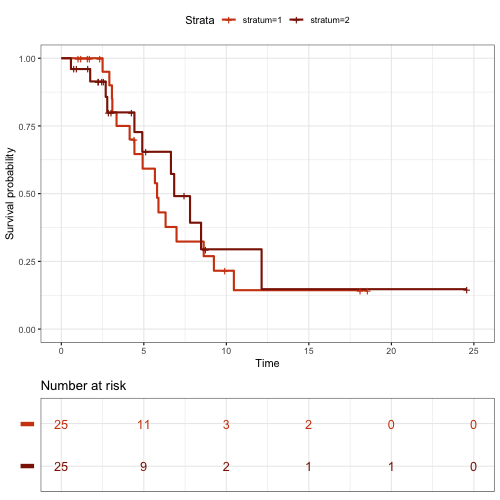 Strata stratum=1 stratum=2
1.00
0.75
0.50
0.25
0.00
Survival probability
0 5 10 15 20 25
Time
Number at risk
25 11 3 2 0 0
25 9 2 1 1 0